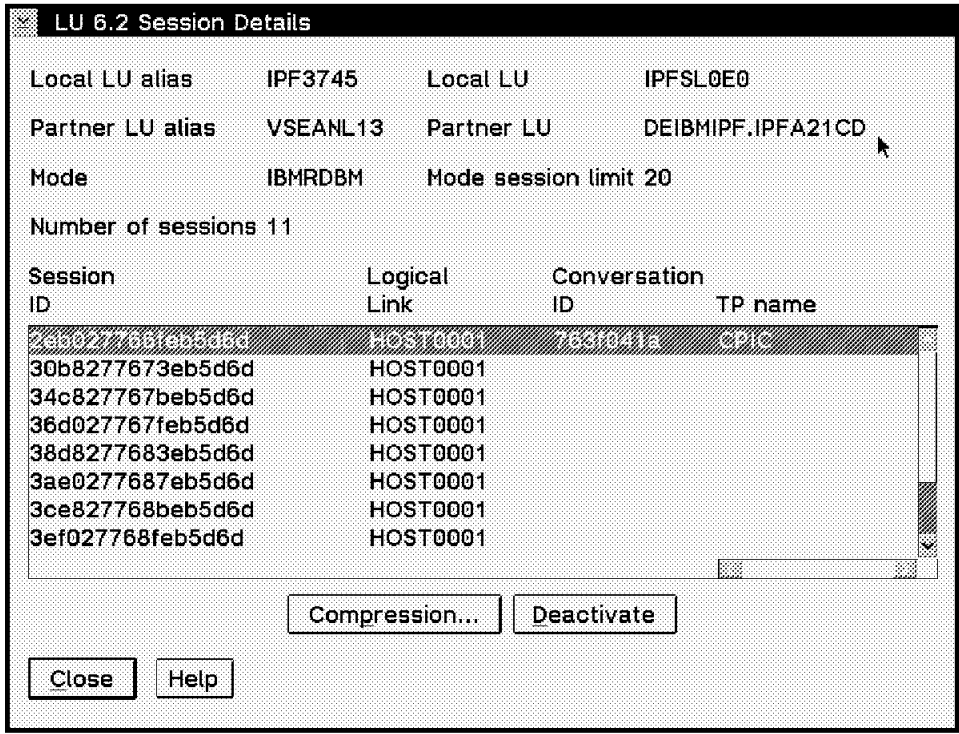 LU 6.2 Session Details
Local LU alias IPF3745 Local LU IPFSL0E0
Partner LU alias VSEANL13 Partner LU DEIBMIPF.IPFA21CD
Mode IBMRDBM Mode session limit 20
Number of sessions 11
Session Logical Conversation
ID Link ID TP name
2eb027766feb5d6d HOST0001 763f041a CPIC
30b8277673eb5d6d HOST0001
34c827767beb5d6d HOST0001
36d027767feb5d6d HOST0001
38d8277683eb5d6d HOST0001
3ae0277687eb5d6d HOST0001
3ce827768beb5d6d HOST0001
3ef027768feb5d6d HOST0001
Compression... Deactivate
Close Help